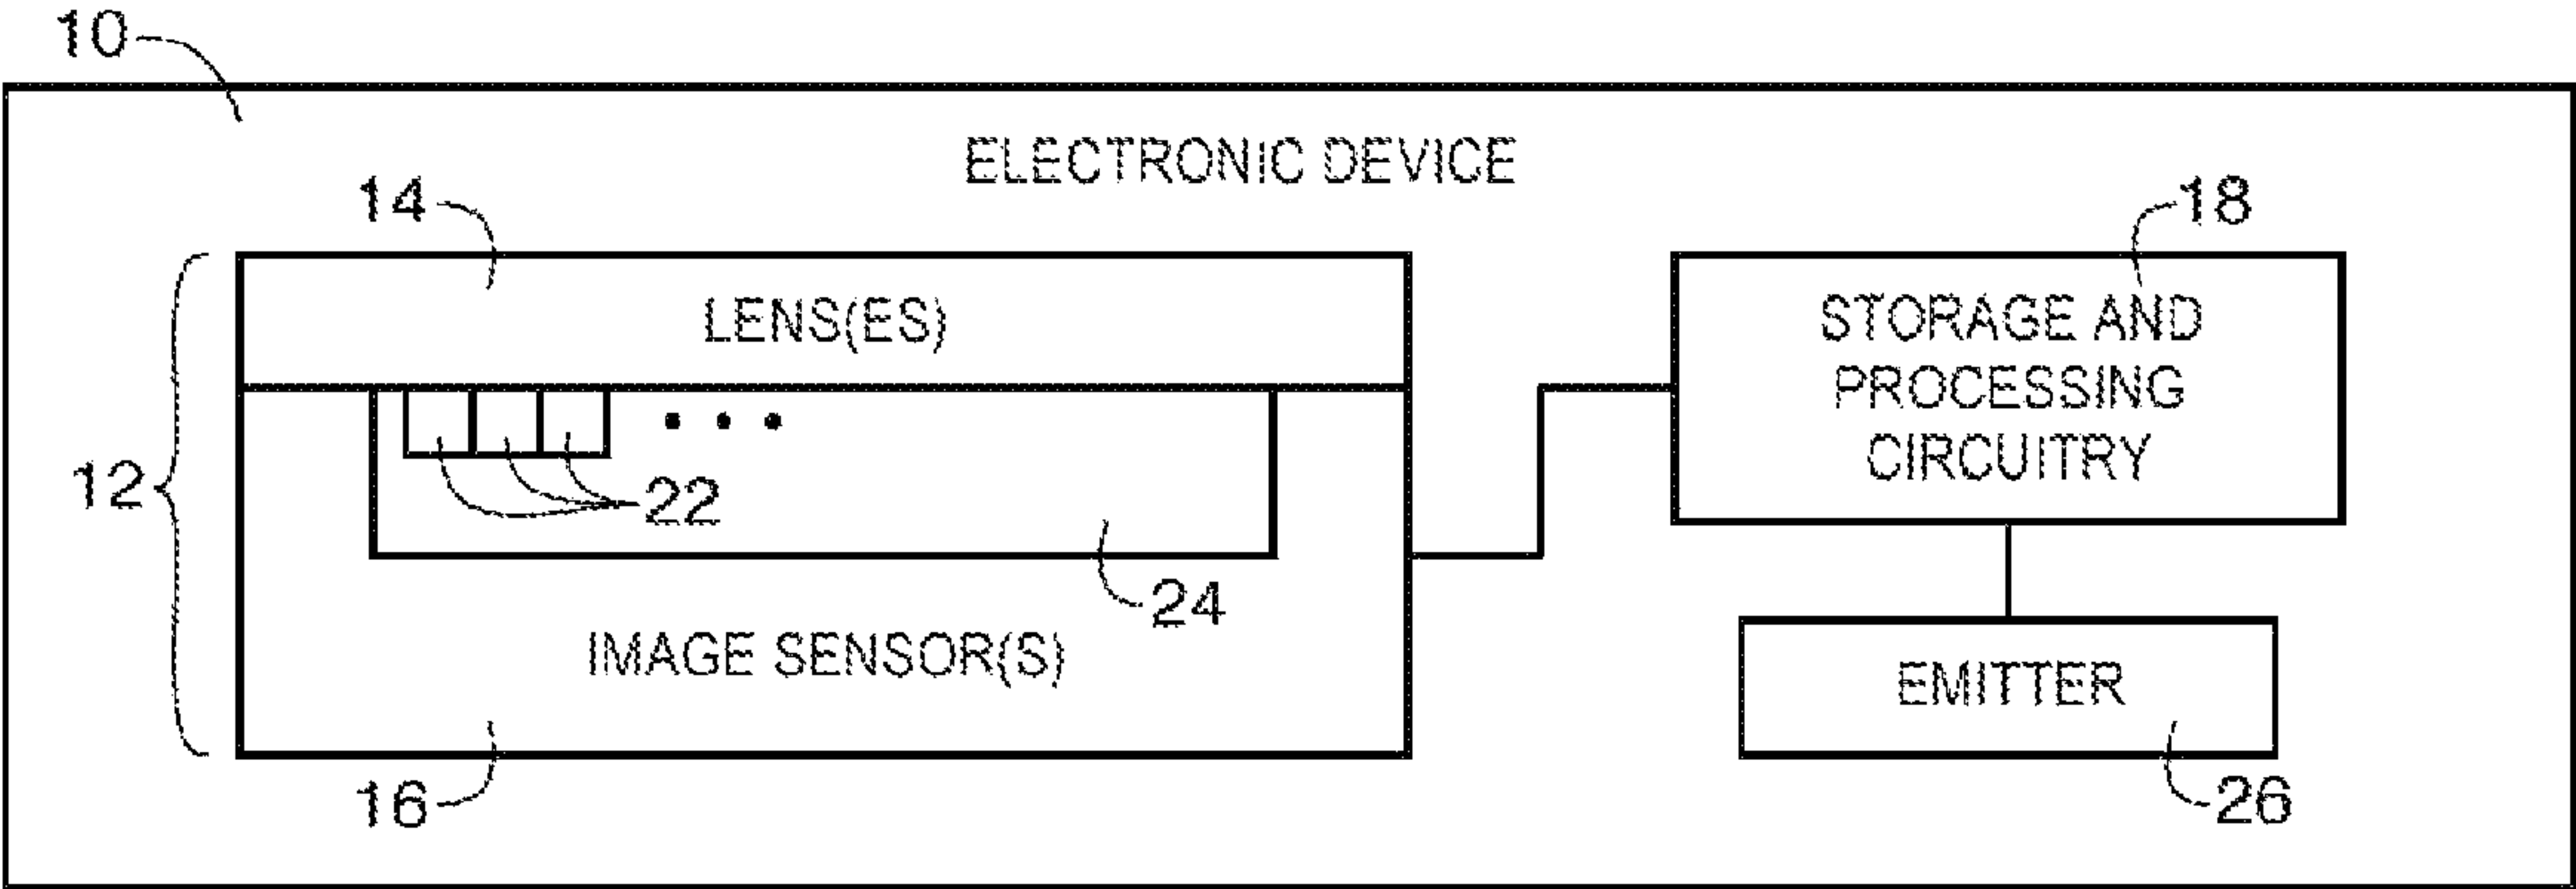 10
ELECTRONIC DEVICE
14
18
LENS(ES)
STORAGE AND
PROCESSING
CIRCUITRY
12
22
24
IMAGE SENSOR(S)
EMITTER
16
26